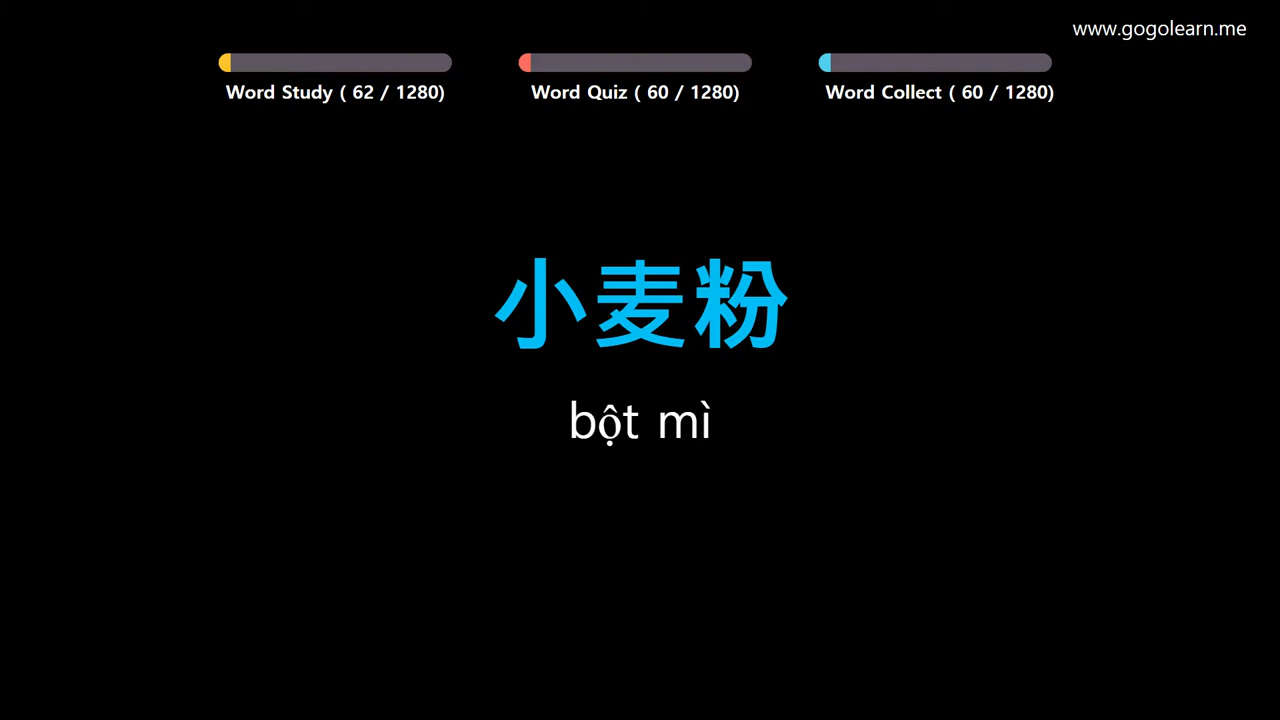 www.gogolearn.me
Word Study ( 62 / 1280)
Word Quiz ( 60 / 1280)
Word Collect ( 60 / 1280)
小麦粉
bột mì